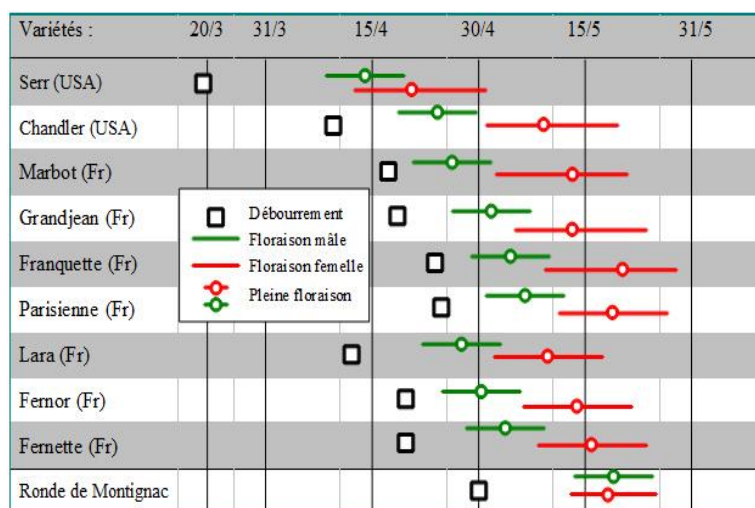 Variétés : 20/3 31/3 15/4 30/4 15/5 31/5
Serr (USA)
Chandler (USA)
Marbot (Fr)
Grandjean (Fr)
Franquette (Fr)
Parisienne (Fr)
Lara (Fr)
Fernor (Fr)
Fernette (Fr)
Ronde de Montignac
Débourrement
Floraison mâle
Floraison femelle
Pleine floraison